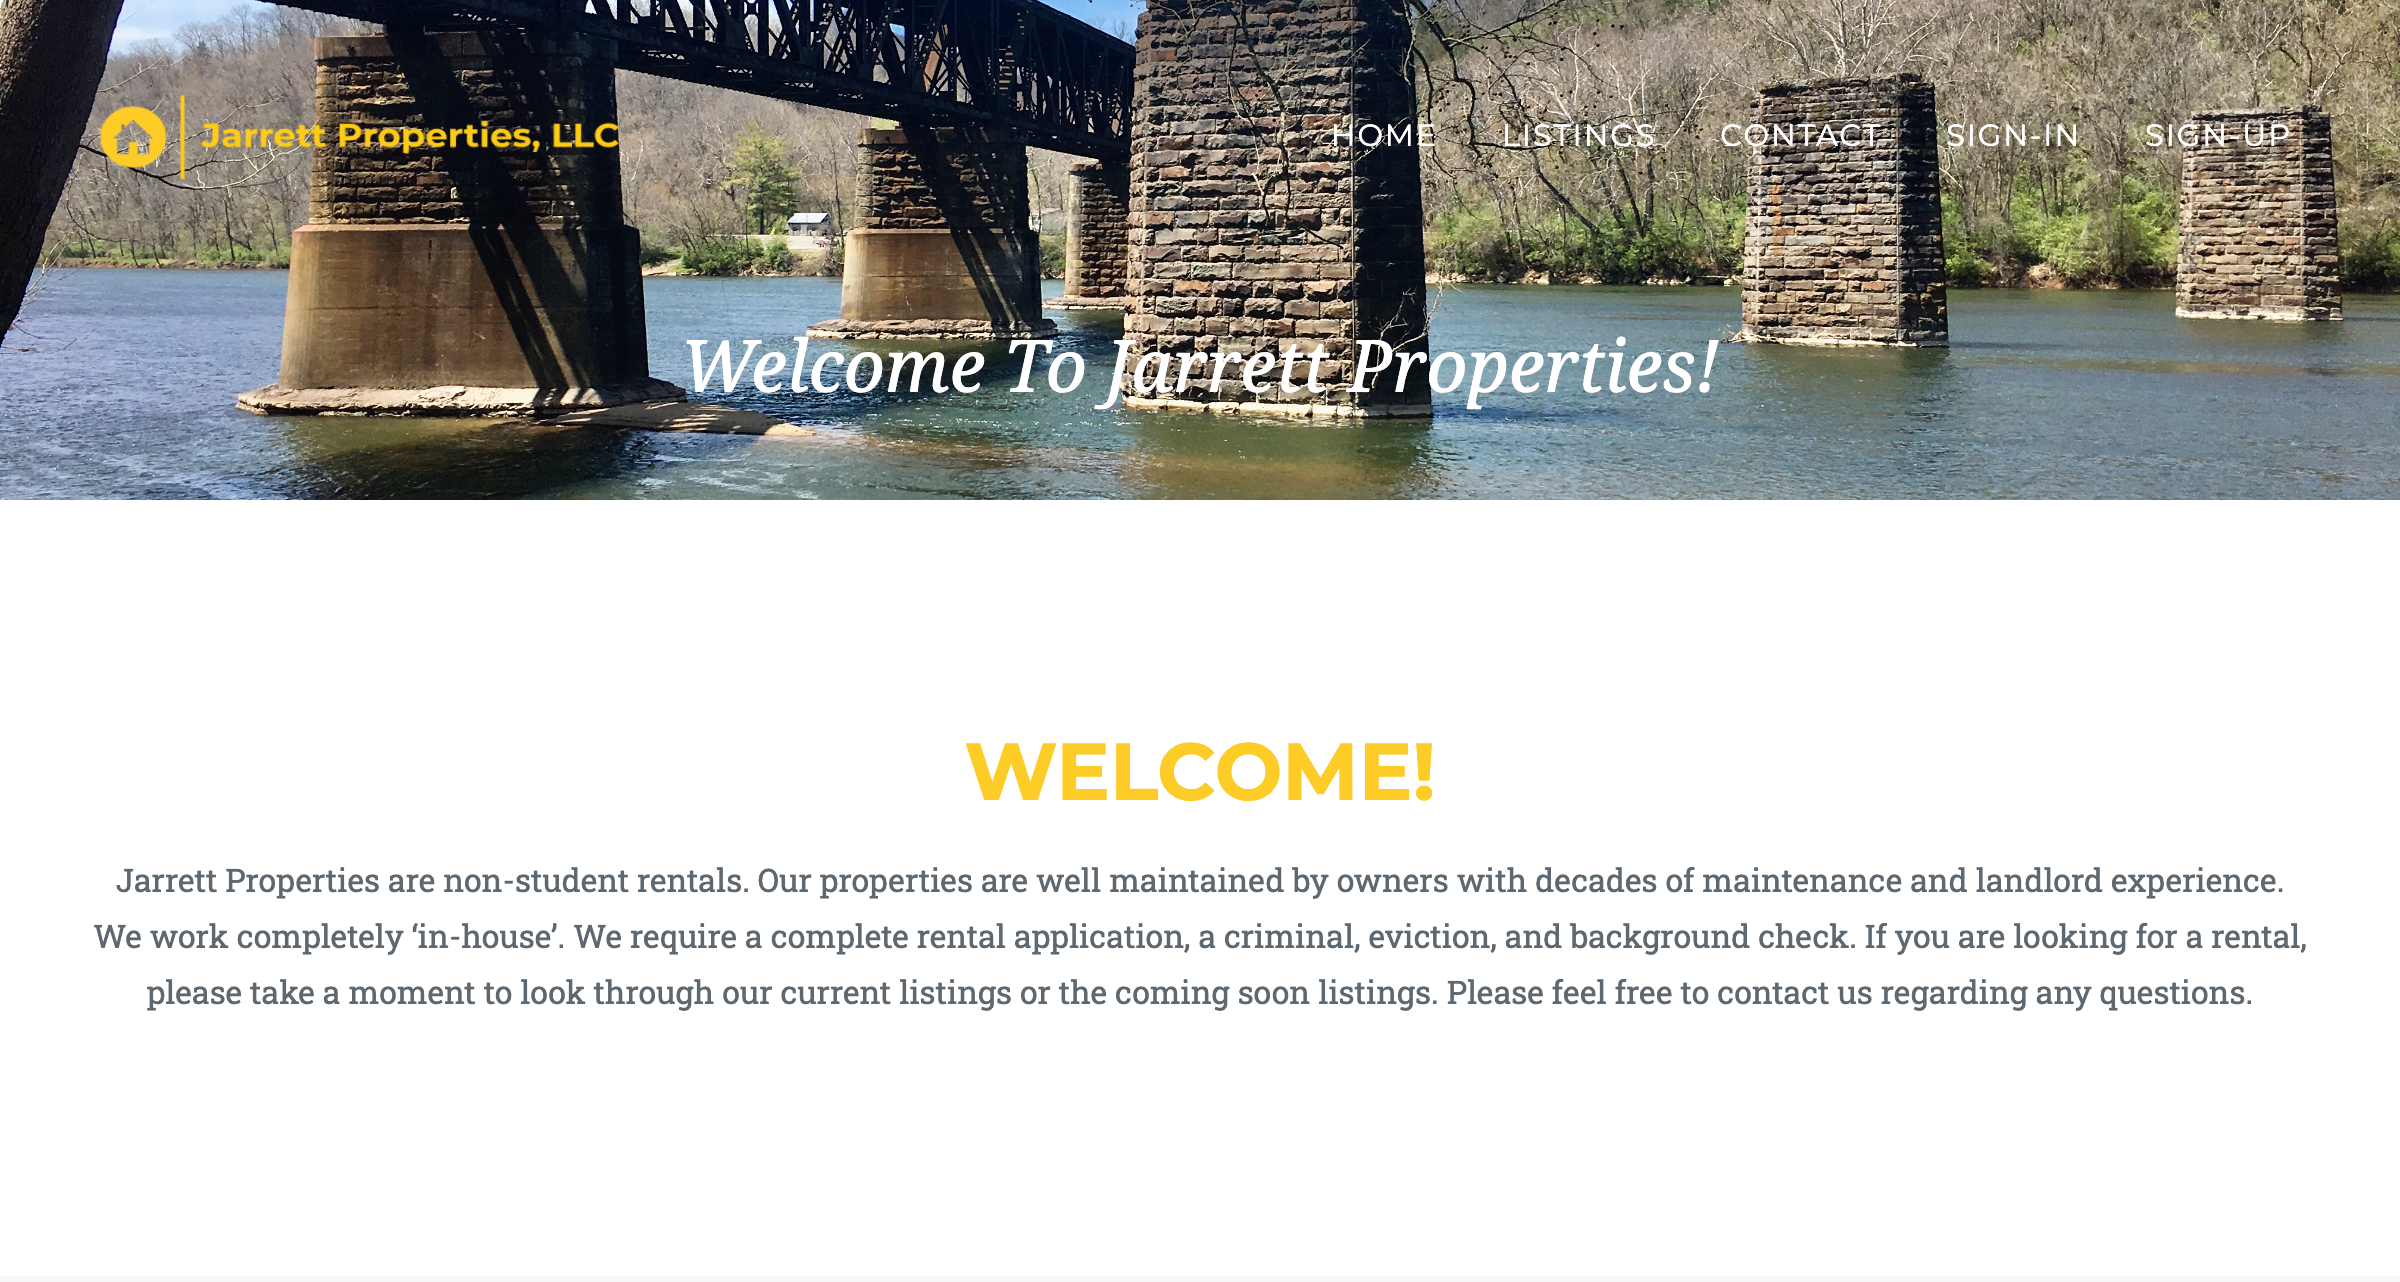 Jarrett Properties, LLC
HOME LISTINGS CONTACT SIGN-IN SIGN-UP
Welcome To Jarrett Properties!
WELCOME!
Jarrett Properties are non-student rentals. Our properties are well maintained by owners with decades of maintenance and landlord experience.
We work completely ‘in-house’. We require a complete rental application, a criminal, eviction, and background check. If you are looking for a rental,
please take a moment to look through our current listings or the coming soon listings. Please feel free to contact us regarding any questions.